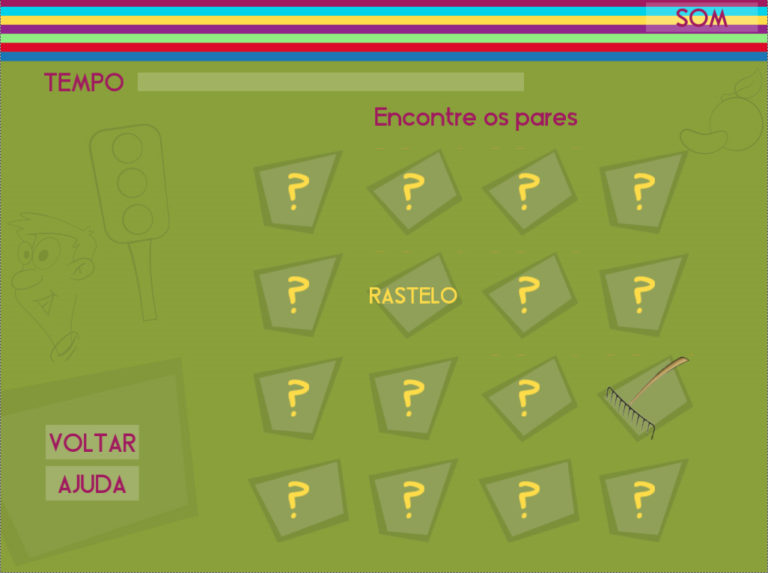 SOM
TEMPO
Encontre os pares
? ? ? ?
? RASTELO ? ?
? ? ?
VOLTAR
AJUDA
? ? ? ?